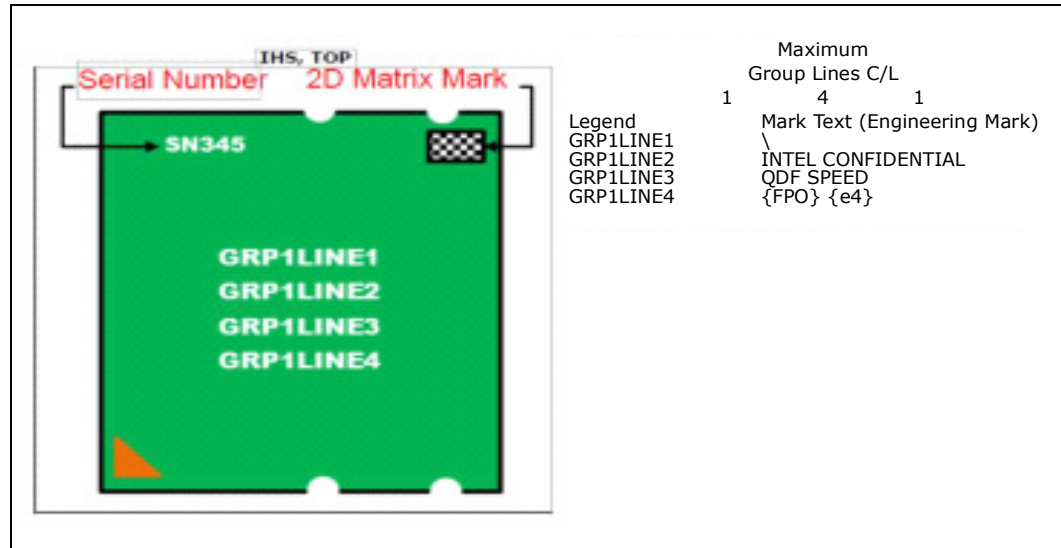 IHS, TOP
Serial Number 2D Matrix Mark
SN345
GRP1LINE1
GRP1LINE2
GRP1LINE3
GRP1LINE4
Maximum
Group Lines C/L
1 4 1
Legend Mark Text (Engineering Mark)
GRP1LINE1 \
GRP1LINE2 INTEL CONFIDENTIAL
GRP1LINE3 QDF SPEED
GRP1LINE4 {FPO} {e4}